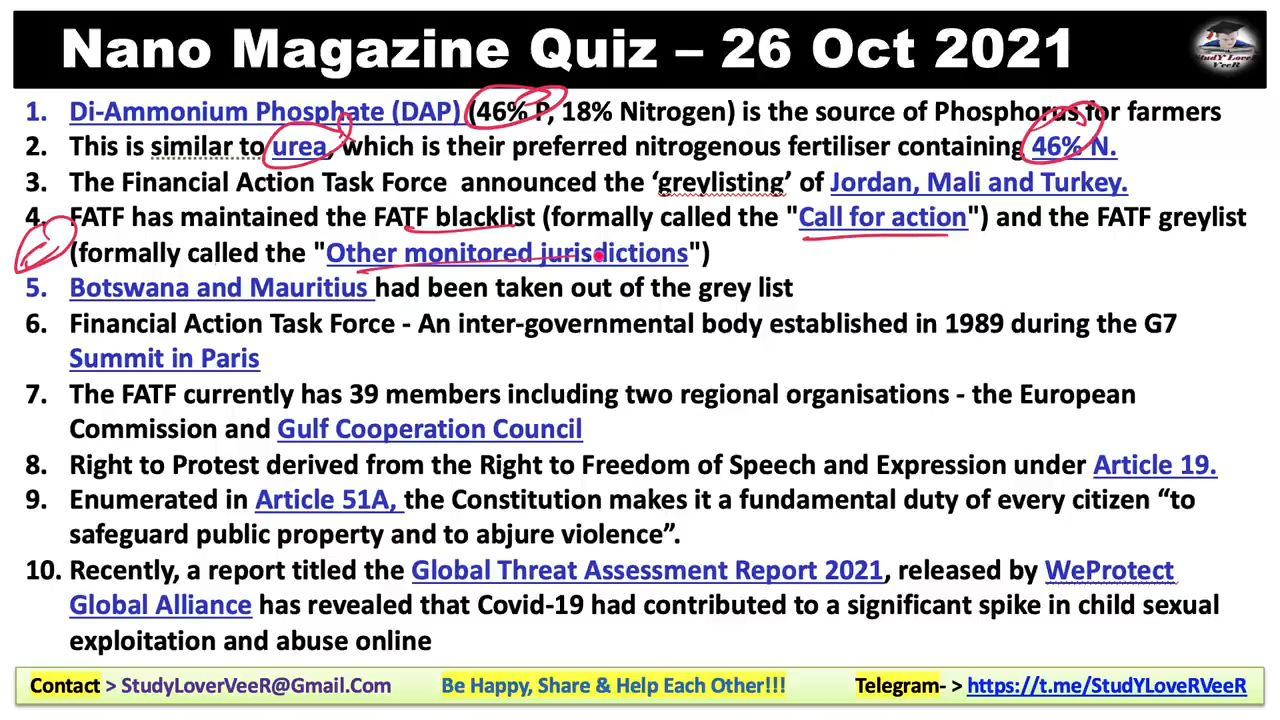 Nano Magazine Quiz – 26 Oct 2021
StudY LoveR
VeeR
1. Di-Ammonium Phosphate (DAP) (46% P, 18% Nitrogen) is the source of Phosphorus for farmers
2. This is similar to urea, which is their preferred nitrogenous fertiliser containing 46% N.
3. The Financial Action Task Force announced the ‘greylisting’ of Jordan, Mali and Turkey.
4. FATF has maintained the FATF blacklist (formally called the "Call for action") and the FATF greylist
(formally called the "Other monitored jurisdictions")
5. Botswana and Mauritius had been taken out of the grey list
6. Financial Action Task Force - An inter-governmental body established in 1989 during the G7
Summit in Paris
7. The FATF currently has 39 members including two regional organisations - the European
Commission and Gulf Cooperation Council
8. Right to Protest derived from the Right to Freedom of Speech and Expression under Article 19.
9. Enumerated in Article 51A, the Constitution makes it a fundamental duty of every citizen “to
safeguard public property and to abjure violence”.
10. Recently, a report titled the Global Threat Assessment Report 2021, released by WeProtect
Global Alliance has revealed that Covid-19 had contributed to a significant spike in child sexual
exploitation and abuse online
Contact > StudyLoverVeeR@Gmail.Com Be Happy, Share & Help Each Other!!! Telegram- > https://t.me/StudYLoveRVeeR